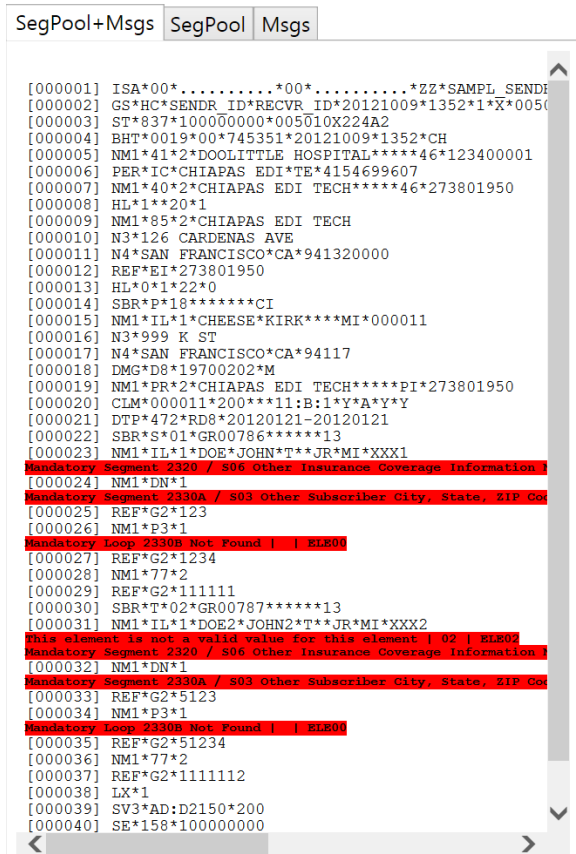 SegPool+Msgs SegPool Msgs
[000001] ISA*00*..........*00*..........*ZZ*SAMPL_SENDE
[000002] GS*HC*SENDR_ID*RECVR_ID*20121009*1352*1*X*0050
[000003] ST*837*100000000*005010X224A2
[000004] BHT*0019*00*745351*20121009*1352*CH
[000005] NM1*41*2*DOOLITTLE HOSPITAL*****46*123400001
[000006] PER*IC*CHIAPAS EDI*TE*4154699607
[000007] NM1*40*2*CHIAPAS EDI TECH*****46*273801950
[000008] HL*1**20*1
[000009] NM1*85*2*CHIAPAS EDI TECH
[000010] N3*126 CARDENAS AVE
[000011] N4*SAN FRANCISCO*CA*941320000
[000012] REF*EI*273801950
[000013] HL*0*1*22*0
[000014] SBR*P*18*******CI
[000015] NM1*IL*1*CHEESE*KIRK****MI*000011
[000016] N3*999 K ST
[000017] N4*SAN FRANCISCO*CA*94117
[000018] DMG*D8*19700202*M
[000019] NM1*PR*2*CHIAPAS EDI TECH*****PI*273801950
[000020] CLM*000011*200***11:B:1*Y*A*Y*Y
[000021] DTP*472*RD8*20120121-20120121
[000022] SBR*S*01*GR00786******13
[000023] NM1*IL*1*DOE*JOHN*T**JR*MI*XXX1
Mandatory Segment 2320 / S06 Other Insurance Coverage Information
[000024] NM1*DN*1
Mandatory Segment 2330A / S03 Other Subscriber City, State, ZIP Cod
[000025] REF*G2*123
[000026] NM1*P3*1
Mandatory Loop 2330B Not Found | | ELE00
[000027] REF*G2*1234
[000028] NM1*77*2
[000029] REF*G2*111111
[000030] SBR*T*02*GR00787******13
[000031] NM1*IL*1*DOE2*JOHN2*T**JR*MI*XXX2
This element is not a valid value for this element | 02 | ELE02
Mandatory Segment 2320 / S06 Other Insurance Coverage Information
[000032] NM1*DN*1
Mandatory Segment 2330A / S03 Other Subscriber City, State, ZIP Cod
[000033] REF*G2*5123
[000034] NM1*P3*1
Mandatory Loop 2330B Not Found | | ELE00
[000035] REF*G2*51234
[000036] NM1*77*2
[000037] REF*G2*1111112
[000038] LX*1
[000039] SV3*AD:D2150*200
[000040] SE*158*100000000